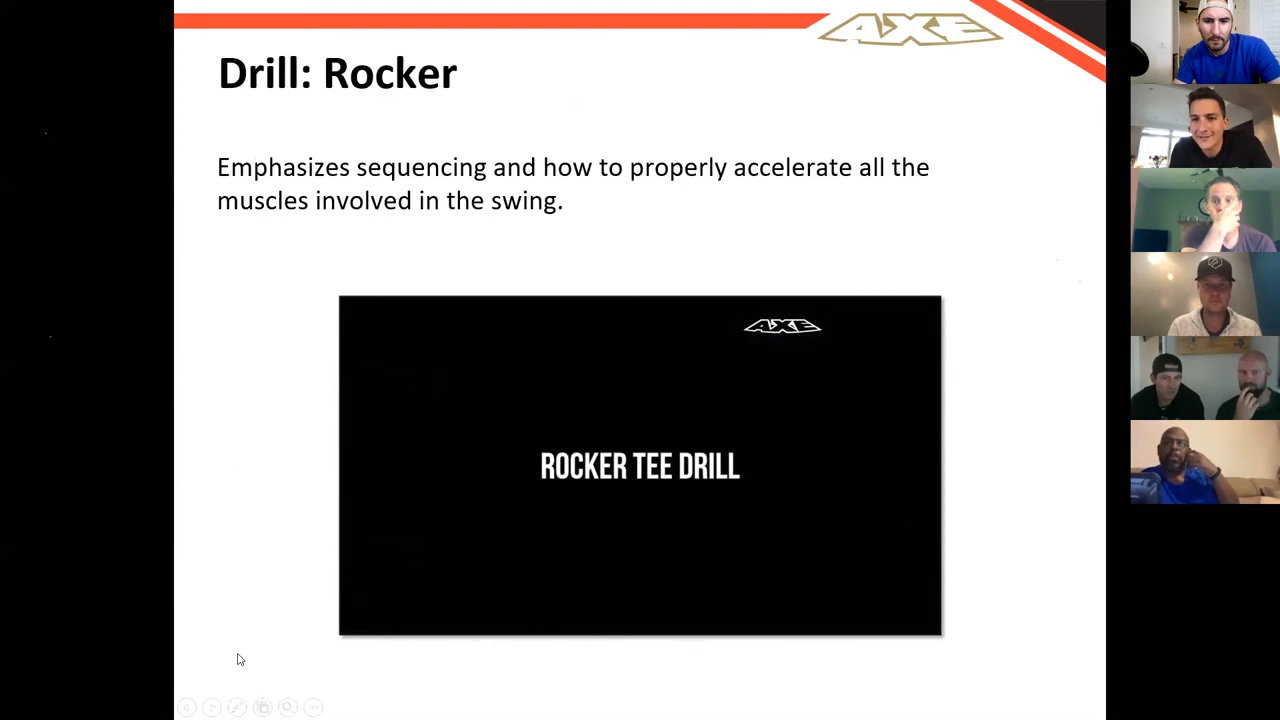 AXE
Drill: Rocker
Emphasizes sequencing and how to properly accelerate all the
muscles involved in the swing.
AXE
ROCKER TEE DRILL